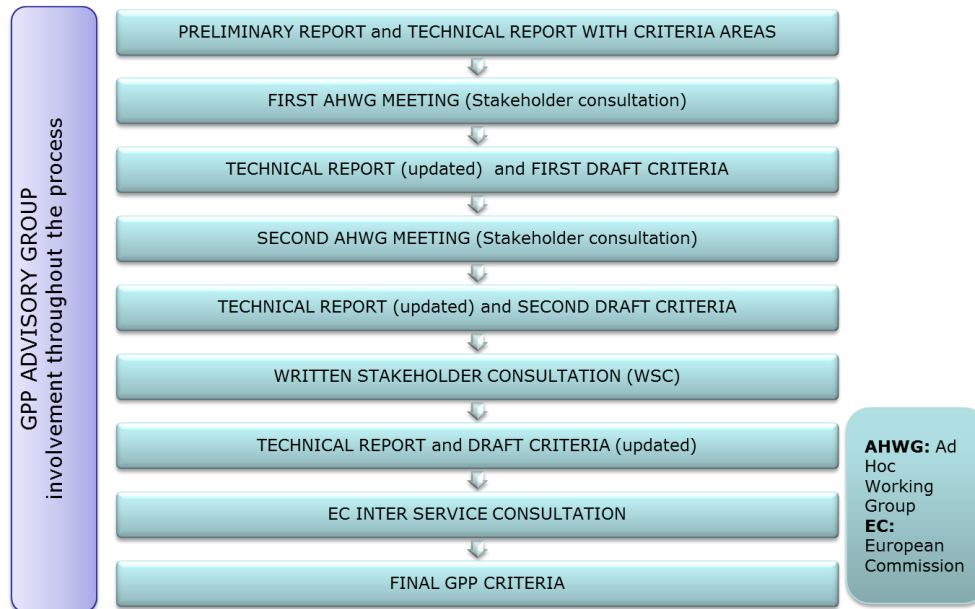 GPP ADVISORY GROUP
involvement throughout the process
PRELIMINARY REPORT and TECHNICAL REPORT WITH CRITERIA AREAS
FIRST AHWG MEETING (Stakeholder consultation)
TECHNICAL REPORT (updated) and FIRST DRAFT CRITERIA
SECOND AHWG MEETING (Stakeholder consultation)
TECHNICAL REPORT (updated) and SECOND DRAFT CRITERIA
WRITTEN STAKEHOLDER CONSULTATION (WSC)
TECHNICAL REPORT and DRAFT CRITERIA (updated)
EC INTER SERVICE CONSULTATION
FINAL GPP CRITERIA
AHWG: Ad
Hoc
Working
Group
EC:
European
Commission